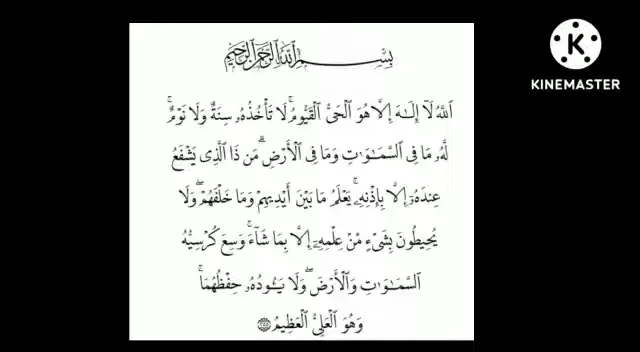 بِسْمِ اللَّهِ الرَّحْمَٰنِ الرَّحِيمِ
اللَّهُ لَا إِلَٰهَ إِلَّا هُوَ الْحَيُّ الْقَيُّومُ ۚ لَا تَأْخُذُهُ سِنَةٌ وَلَا نَوْمٌ ۚ
لَّهُ مَا فِي السَّمَاوَاتِ وَمَا فِي الْأَرْضِ ۗ مَن ذَا الَّذِي يَشْفَعُ
عِندَهُ إِلَّا بِإِذْنِهِ ۚ يَعْلَمُ مَا بَيْنَ أَيْدِيهِمْ وَمَا خَلْفَهُمْ ۖ وَلَا
يُحِيطُونَ بِشَيْءٍ مِّنْ عِلْمِهِ إِلَّا بِمَا شَاءَ ۚ وَسِعَ كُرْسِيُّهُ
السَّمَاوَاتِ وَالْأَرْضَ ۖ وَلَا يَئُودُهُ حِفْظُهُمَا ۚ
وَهُوَ الْعَلِيُّ الْعَظِيمُ
K
KINEMASTER